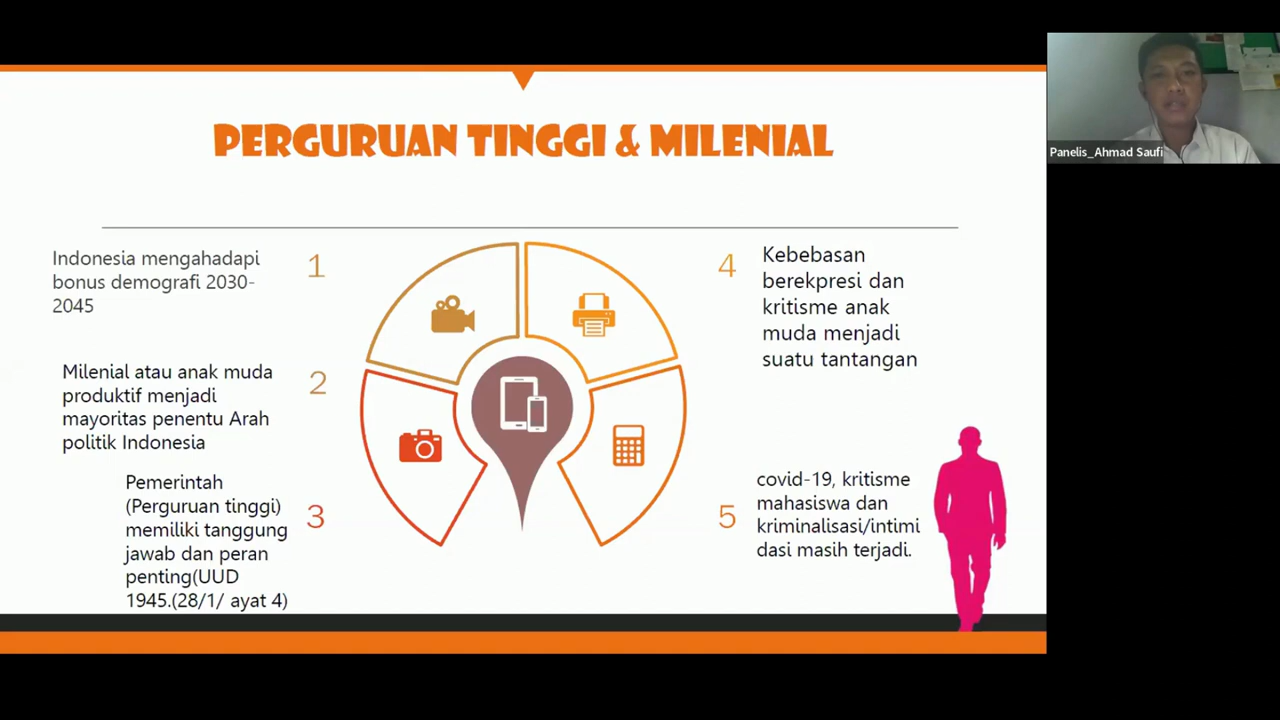 PERGURUAN TINGGI & MILENIAL
Panelis_Ahmad Saufi
1
Indonesia mengahadapi
bonus demografi 2030-
2045
2
Milenial atau anak muda
produktif menjadi
mayoritas penentu Arah
politik Indonesia
3
Pemerintah
(Perguruan tinggi)
memiliki tanggung
jawab dan peran
penting(UUD
1945.(28/1/ ayat 4)
4
Kebebasan
berekpresi dan
kritisme anak
muda menjadi
suatu tantangan
5
covid-19, kritisme
mahasiswa dan
kriminalisasi/intimi
dasi masih terjadi.